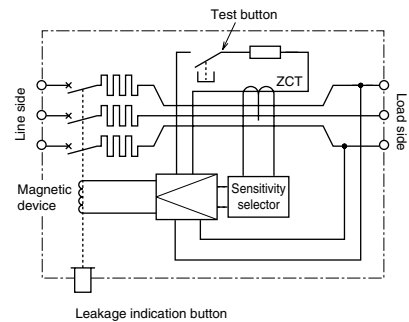 Test button
ZCT
Line side
Load side
Magnetic
device
Sensitivity
selector
Leakage indication button